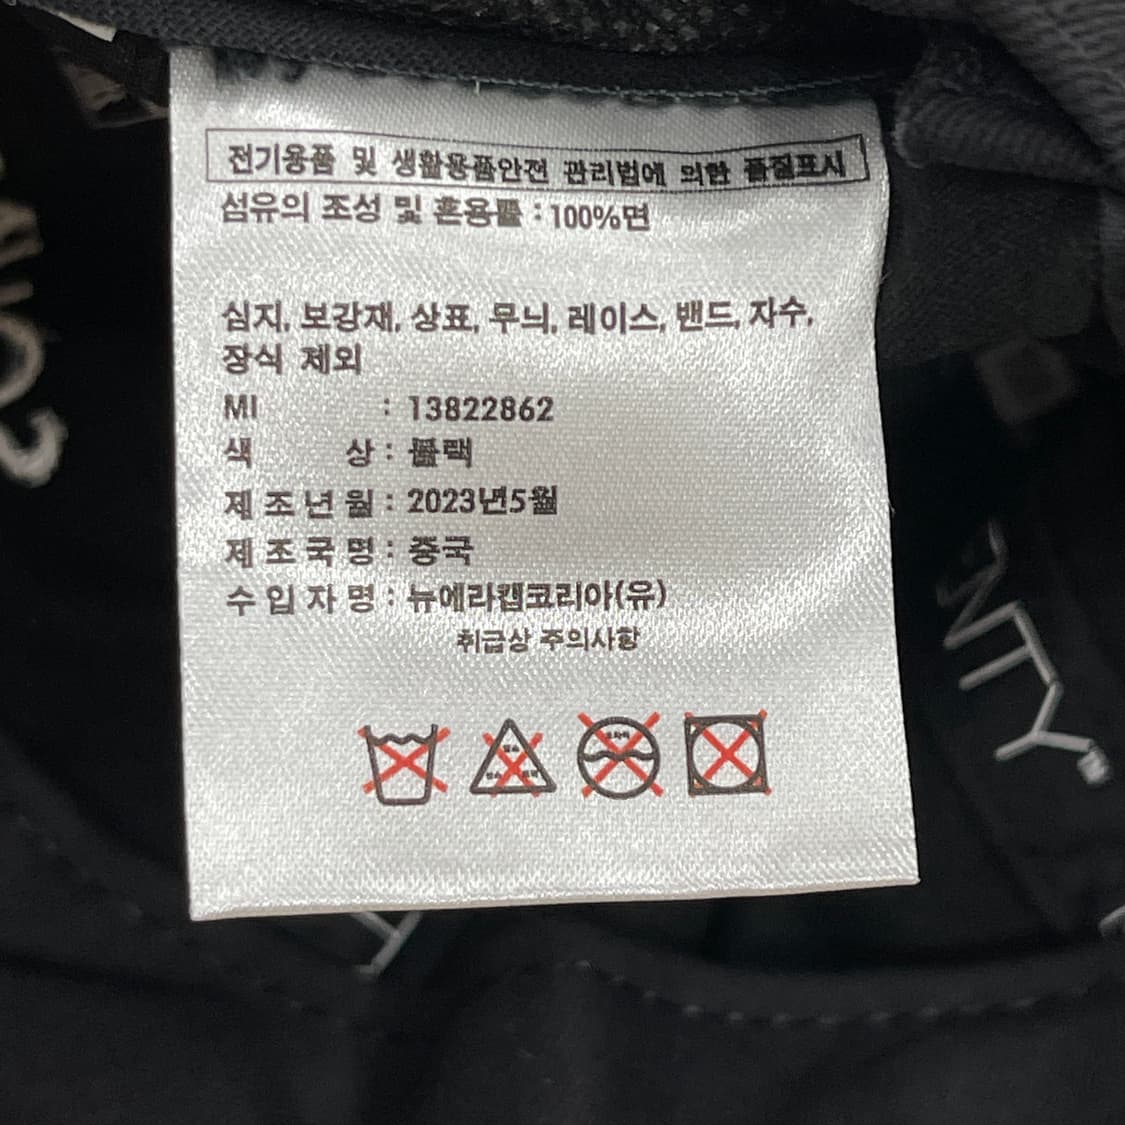 전기용품 및 생활용품안전 관리법에 의한 품질표시
섬유의 조성 및 혼용률 : 100%면
심지, 보강재, 상표, 무늬, 레이스, 밴드, 자수,
장식 제외
MI : 13822862
색 상 : 블랙
제조년월 : 2023년5월
제조국명 : 중국
수입자명 : 뉴에라캡코리아(유)
취급상 주의사항
NTY™